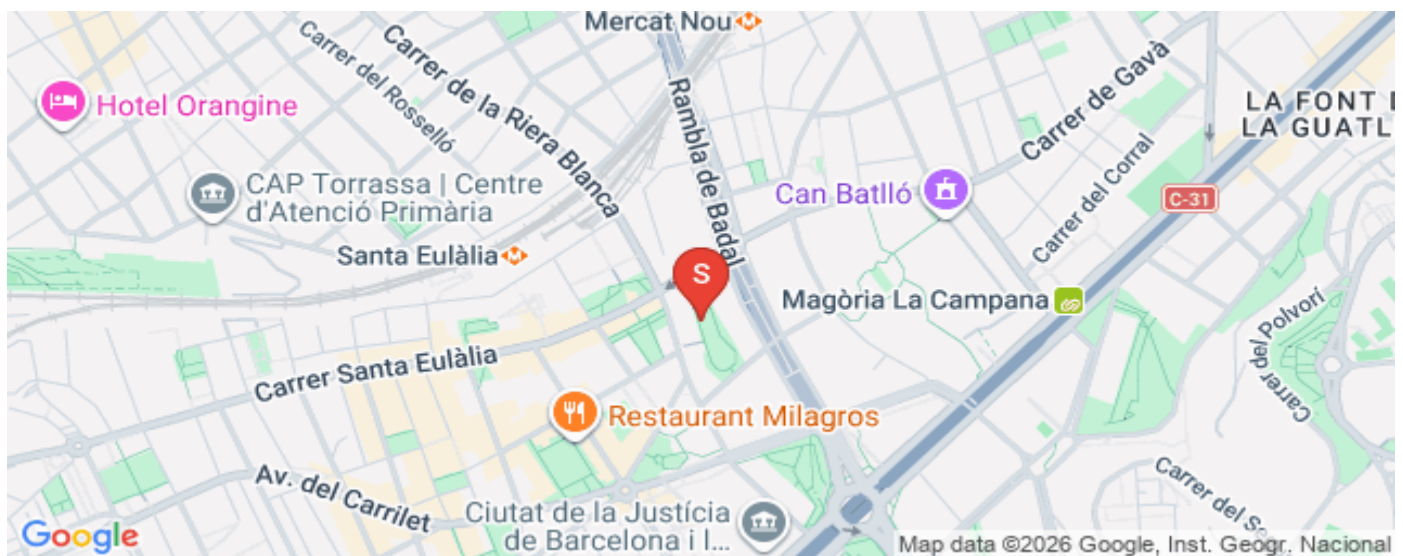 Mercat Nou
Carrer de la Riera Blanca
Carrer del Rosselló
Rambla de Badal
Carrer de Gavà
LA FONT
LA GUATL
Hotel Orangine
Carrer del Corral
CAP Torrassa | Centre
d'Atenció Primària
Can Batlló
C-31
Santa Eulàlia
S
Magòria La Campana
Carrer del Polvorí
Carrer Santa Eulàlia
Restaurant Milagros
Av. del Carrilet
Ciutat de la Justícia
de Barcelona i l...
Carrer del
Google
Map data ©2026 Google, Inst. Geogr. Nacional